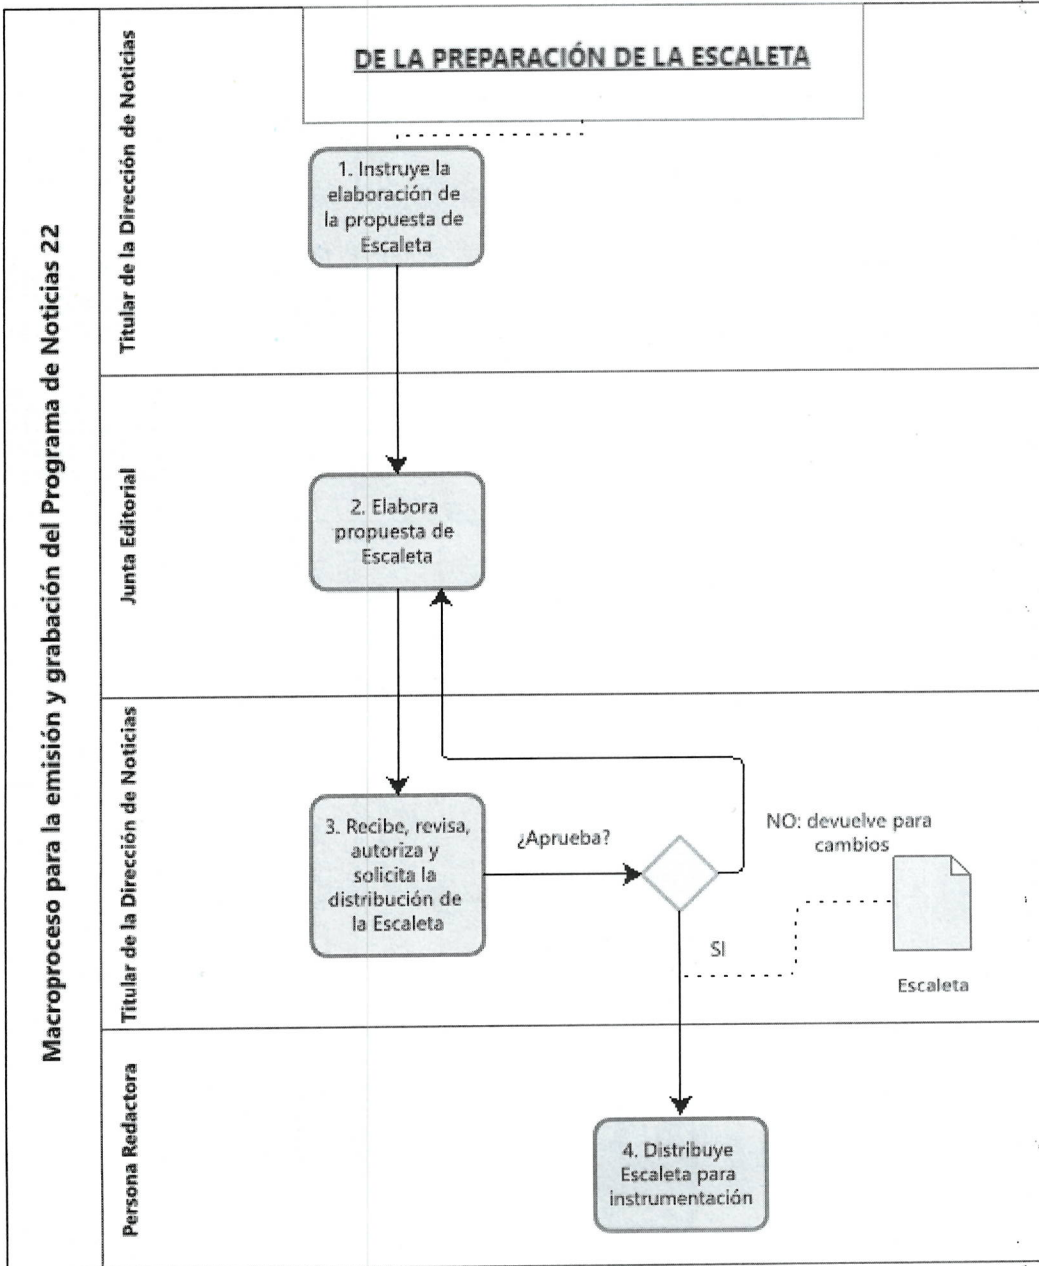 Macroproceso para la emisión y grabación del Programa de Noticias 22
Titular de la Dirección de Noticias
DE LA PREPARACIÓN DE LA ESCALETA
1. Instruye la
elaboración de
la propuesta de
Escaleta
Junta Editorial
2. Elabora
propuesta de
Escaleta
Titular de la Dirección de Noticias
3. Recibe, revisa,
autoriza y
solicita la
distribución de
la Escaleta
¿Aprueba?
NO: devuelve para
cambios
SI
Escaleta
Persona Redactora
4. Distribuye
Escaleta para
instrumentación